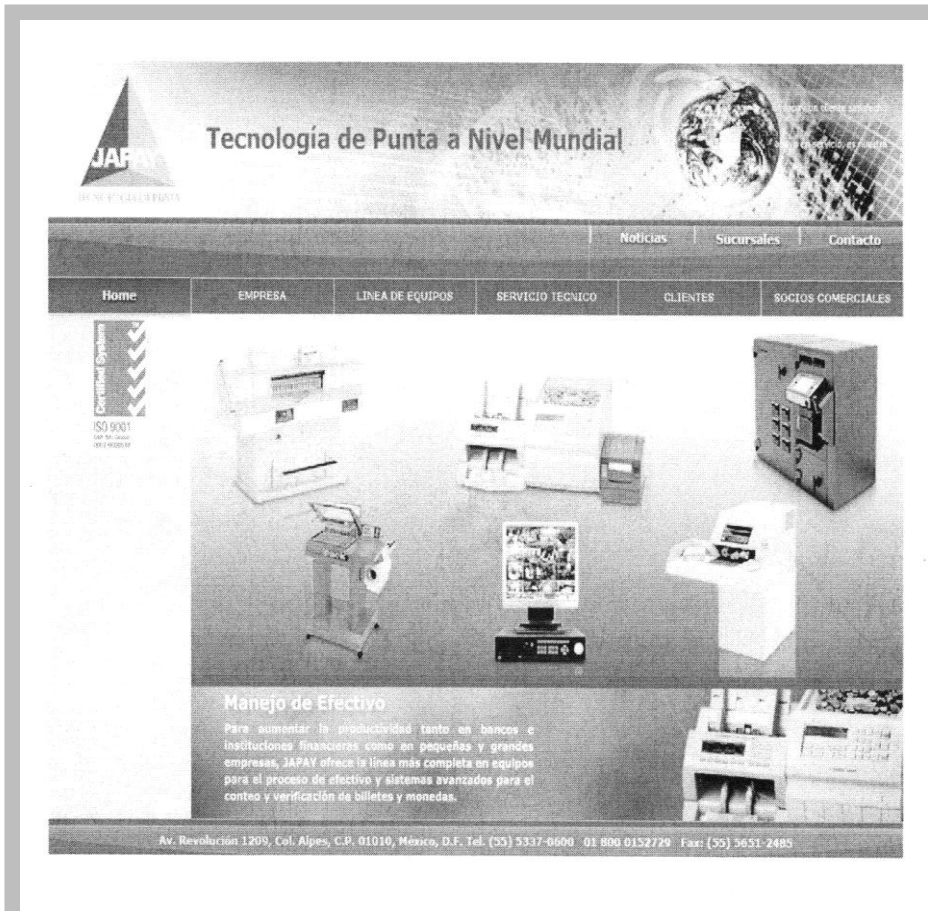 JAPAY
TECNOLOGIA DE PUNTA
Tecnología de Punta a Nivel Mundial
Noticias Sucursales Contacto
Home EMPRESA LINEA DE EQUIPOS SERVICIO TECNICO CLIENTES SOCIOS COMERCIALES
Certified System
ISO 9001
Manejo de Efectivo
Para aumentar la productividad tanto en bancos e
instituciones financieras como en pequeñas y grandes
empresas, JAPAY ofrece la línea más completa en equipos
para el proceso de efectivo y sistemas avanzados para el
conteo y verificación de billetes y monedas.
Av. Revolución 1209, Col. Alpes, C.P. 01010, México, D.F. Tel. (55) 5337-0600 01 800 0152729 Fax: (55) 5651-2485